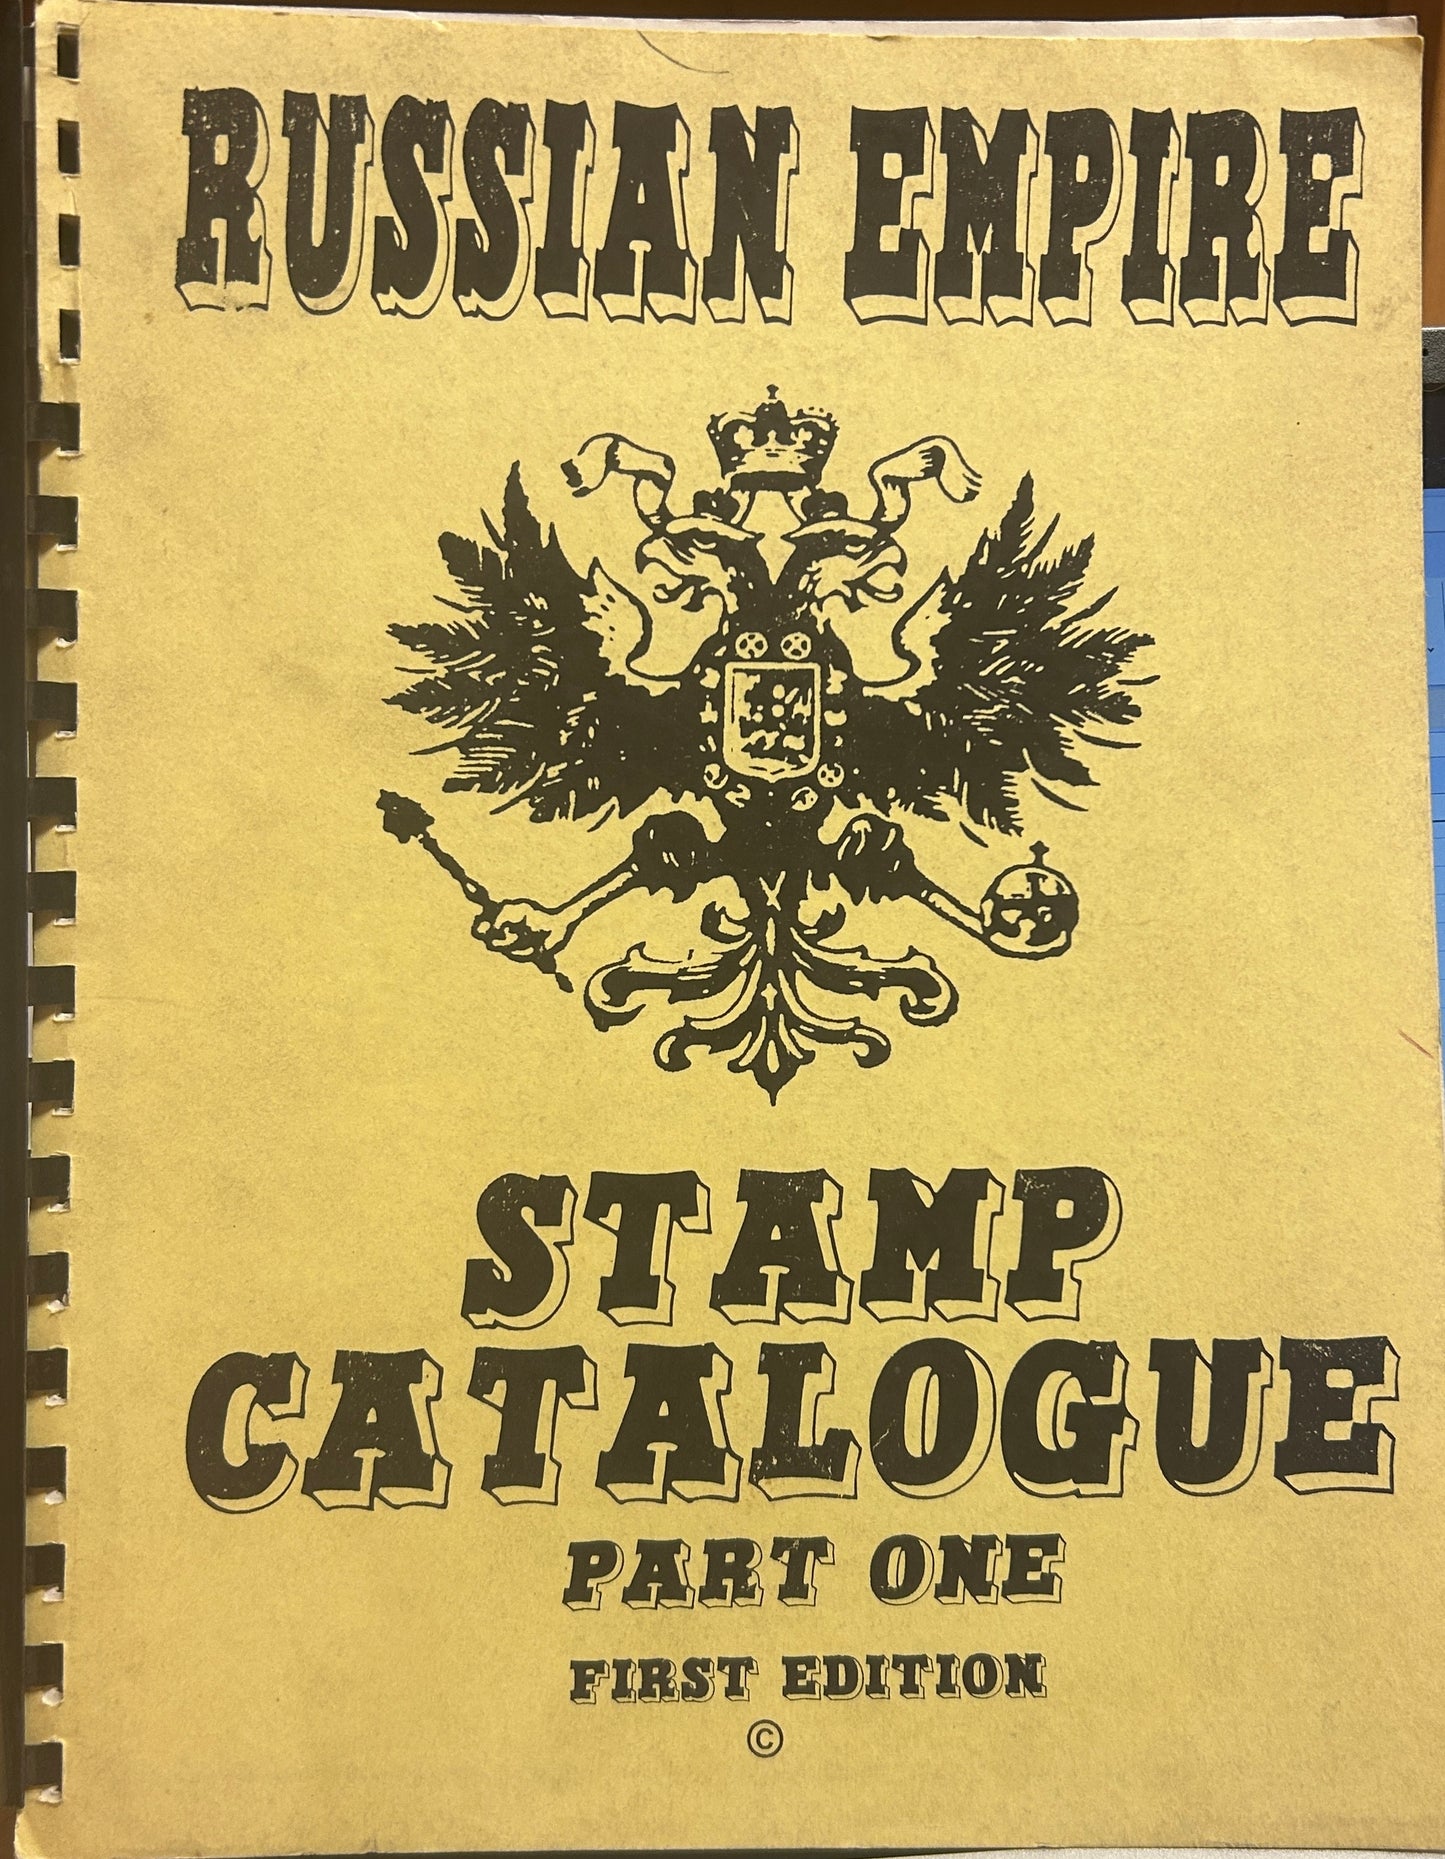 RUSSIAN EMPIRE
STAMP
CATALOGUE
PART ONE
FIRST EDITION
©